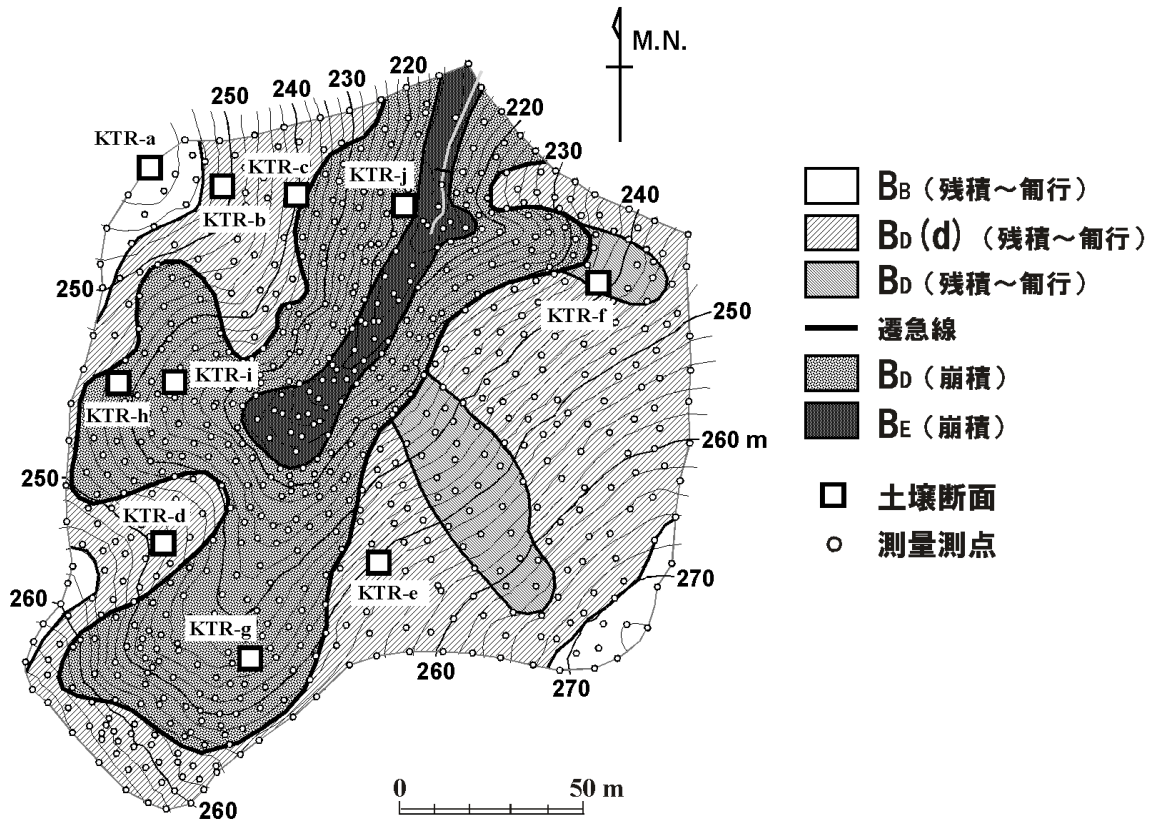 M.N.
220
230
240
250
KTR-a
220
KTR-c
KTR-j
230
KTR-b
240
250
KTR-f
250
KTR-i
KTR-h
260 m
250
KTR-d
270
260
KTR-e
KTR-g
260
270
260
0 50 m
BB (残積～匍行)
BD (d) (残積～匍行)
BD (残積～匍行)
遷急線
BD (崩積)
BE (崩積)
土壌断面
測量測点